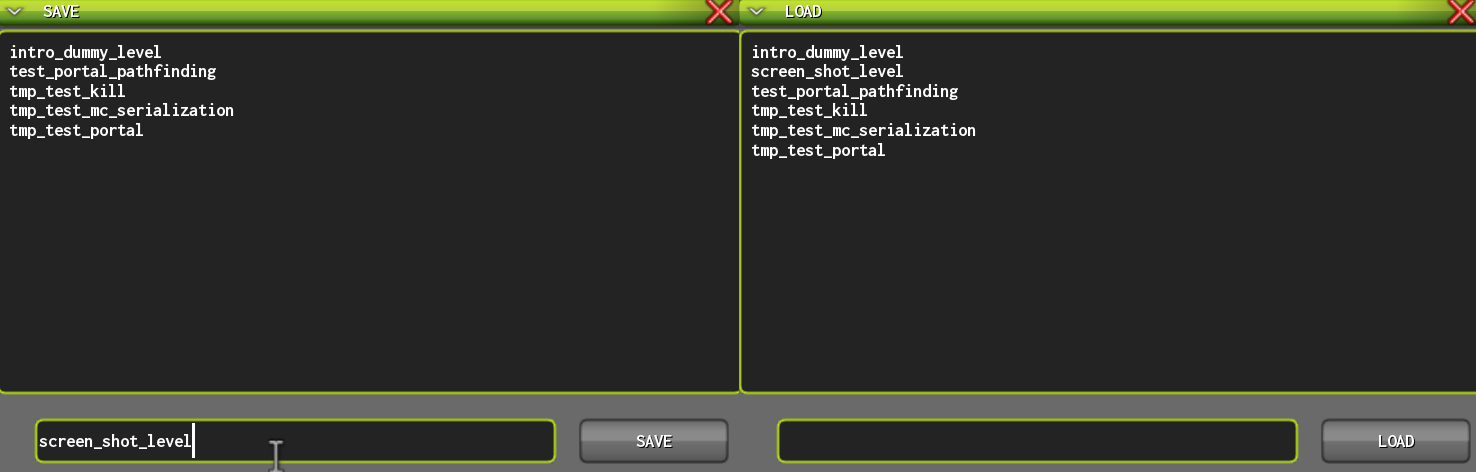 SAVE
intro_dummy_level
test_portal_pathfinding
tmp_test_kill
tmp_test_mc_serialization
tmp_test_portal
screen_shot_level
SAVE
LOAD
intro_dummy_level
screen_shot_level
test_portal_pathfinding
tmp_test_kill
tmp_test_mc_serialization
tmp_test_portal
LOAD